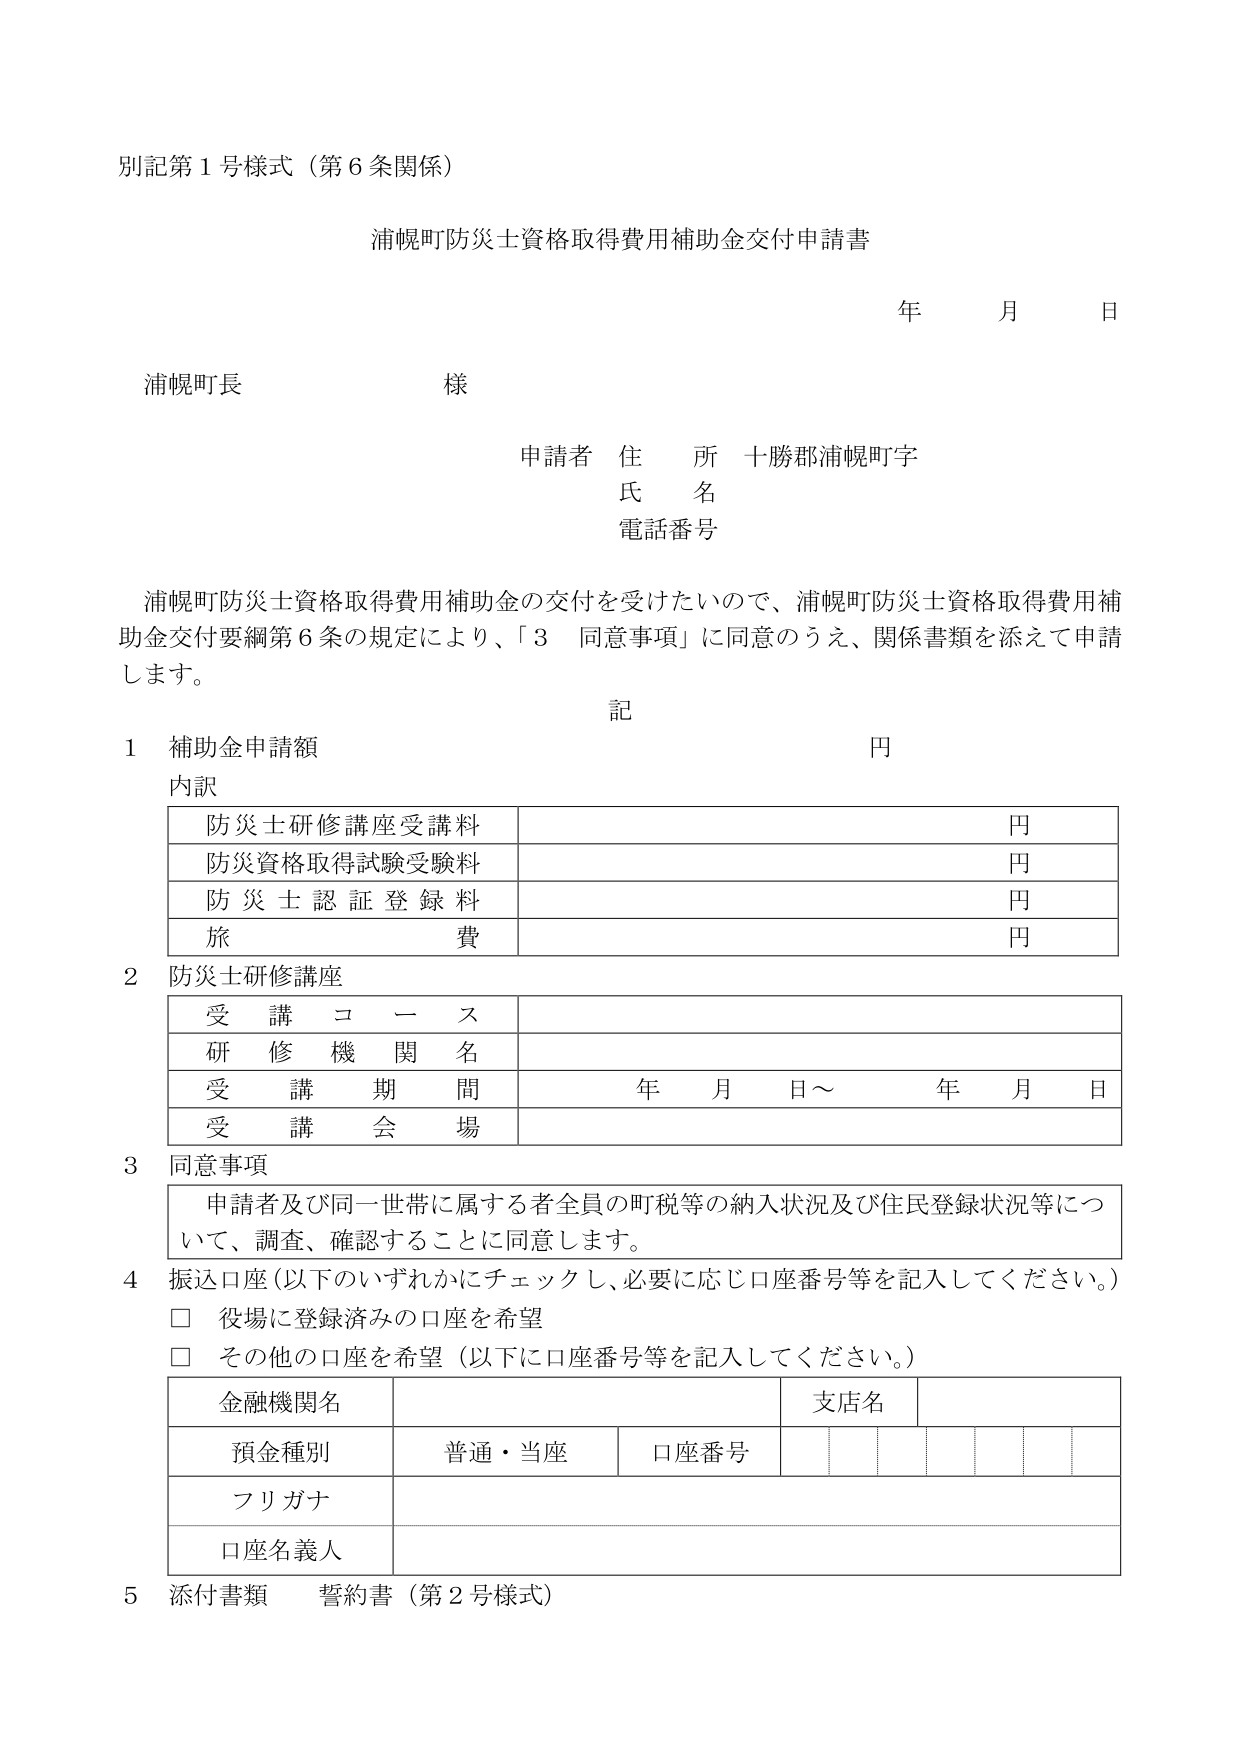 別記第１号様式（第６条関係）
浦幌町防災士資格取得費用補助金交付申請書
年　　　月　　　日
浦幌町長　　　　　　　　様
申請者　住　　所　十勝郡浦幌町字
氏　　名
電話番号
浦幌町防災士資格取得費用補助金の交付を受けたいので、浦幌町防災士資格取得費用補
助金交付要綱第６条の規定により、「３　同意事項」に同意のうえ、関係書類を添えて申請
します。
記
１　補助金申請額　　　　　　　　　　　　　　　　　　　　　　円
内訳
防災士研修講座受講料　　円
防災資格取得試験受験料　　円
防災士認証登録料　　円
旅費　　円
２　防災士研修講座
受講コース
研修機関名
受講期間　　年　　月　　日～　　　　年　　月　　日
受講会場
３　同意事項
申請者及び同一世帯に属する者全員の町税等の納入状況及び住民登録状況等につ
いて、調査、確認することに同意します。
４　振込口座（以下のいずれかにチェックし、必要に応じ口座番号等を記入してください。）
□　役場に登録済みの口座を希望
□　その他の口座を希望（以下に口座番号等を記入してください。）
金融機関名　　支店名
預金種別　　普通・当座　　口座番号
フリガナ
口座名義人
５　添付書類　　誓約書（第２号様式）